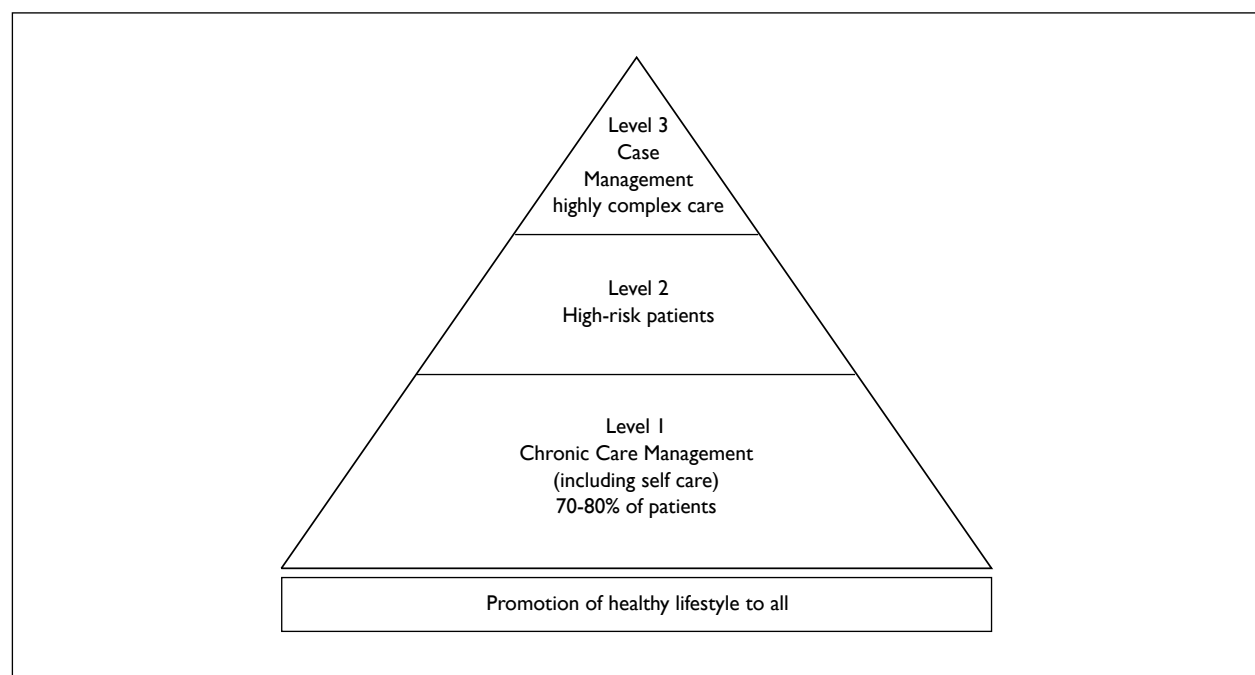 Level 3
Case
Management
highly complex care
Level 2
High-risk patients
Level 1
Chronic Care Management
(including self care)
70-80% of patients
Promotion of healthy lifestyle to all